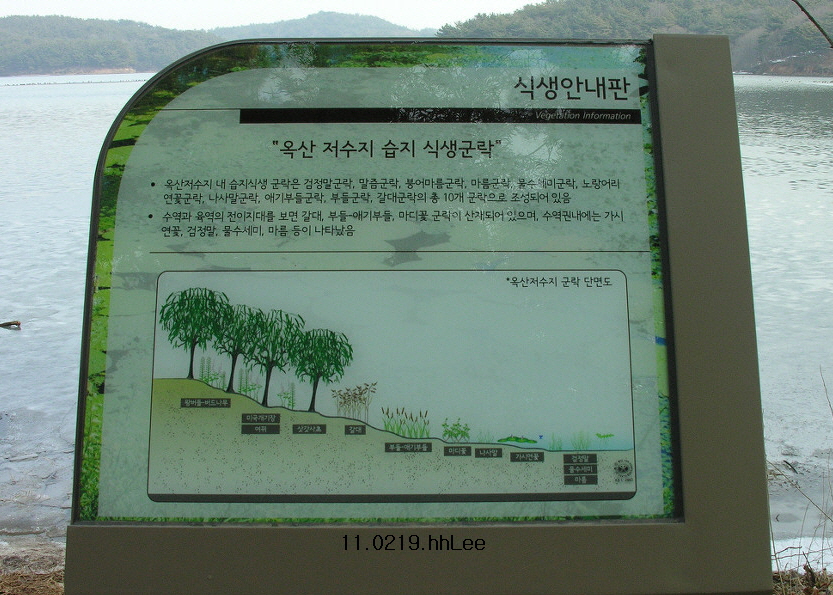 식생안내판
Vegetation Information
"옥산 저수지 습지 식생군락"
• 옥산저수지 내 습지식생 군락은 검정말군락, 말즘군락, 붕어마름군락, 마름군락, 물수세미군락, 노랑어리
연꽃군락, 나사말군락, 애기부들군락, 부들군락, 갈대군락의 총 10개 군락으로 조성되어 있음
• 수역과 육역의 전이지대를 보면 갈대, 부들-애기부들, 마디꽃 군락이 산재되어 있으며, 수역권내에는 가시
연꽃, 검정말, 물수세미, 마름 등이 나타났음
*옥산저수지 군락 단면도
왕버들-버드나무
미국개기장
여뀌
삿갓사초
갈대
부들-애기부들
마디꽃
나사말
가시연꽃
검정말
물수세미
마름
11.0219.hhLee